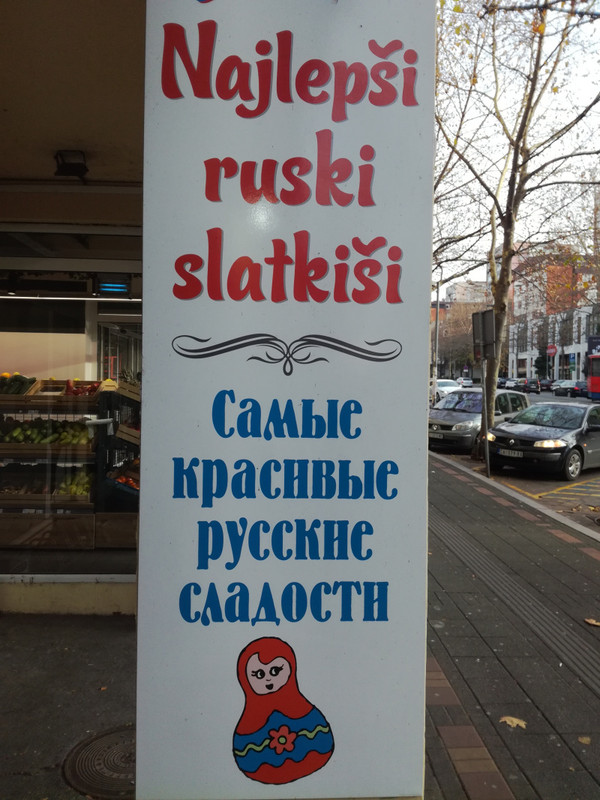 Najlepši
ruski
slatkiši
Самые
красивые
русские
сладости